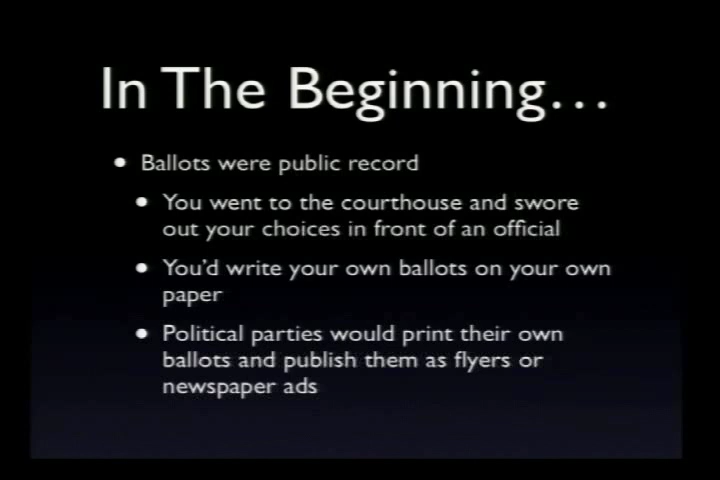 In The Beginning…
• Ballots were public record
• You went to the courthouse and swore
out your choices in front of an official
• You'd write your own ballots on your own
paper
• Political parties would print their own
ballots and publish them as flyers or
newspaper ads